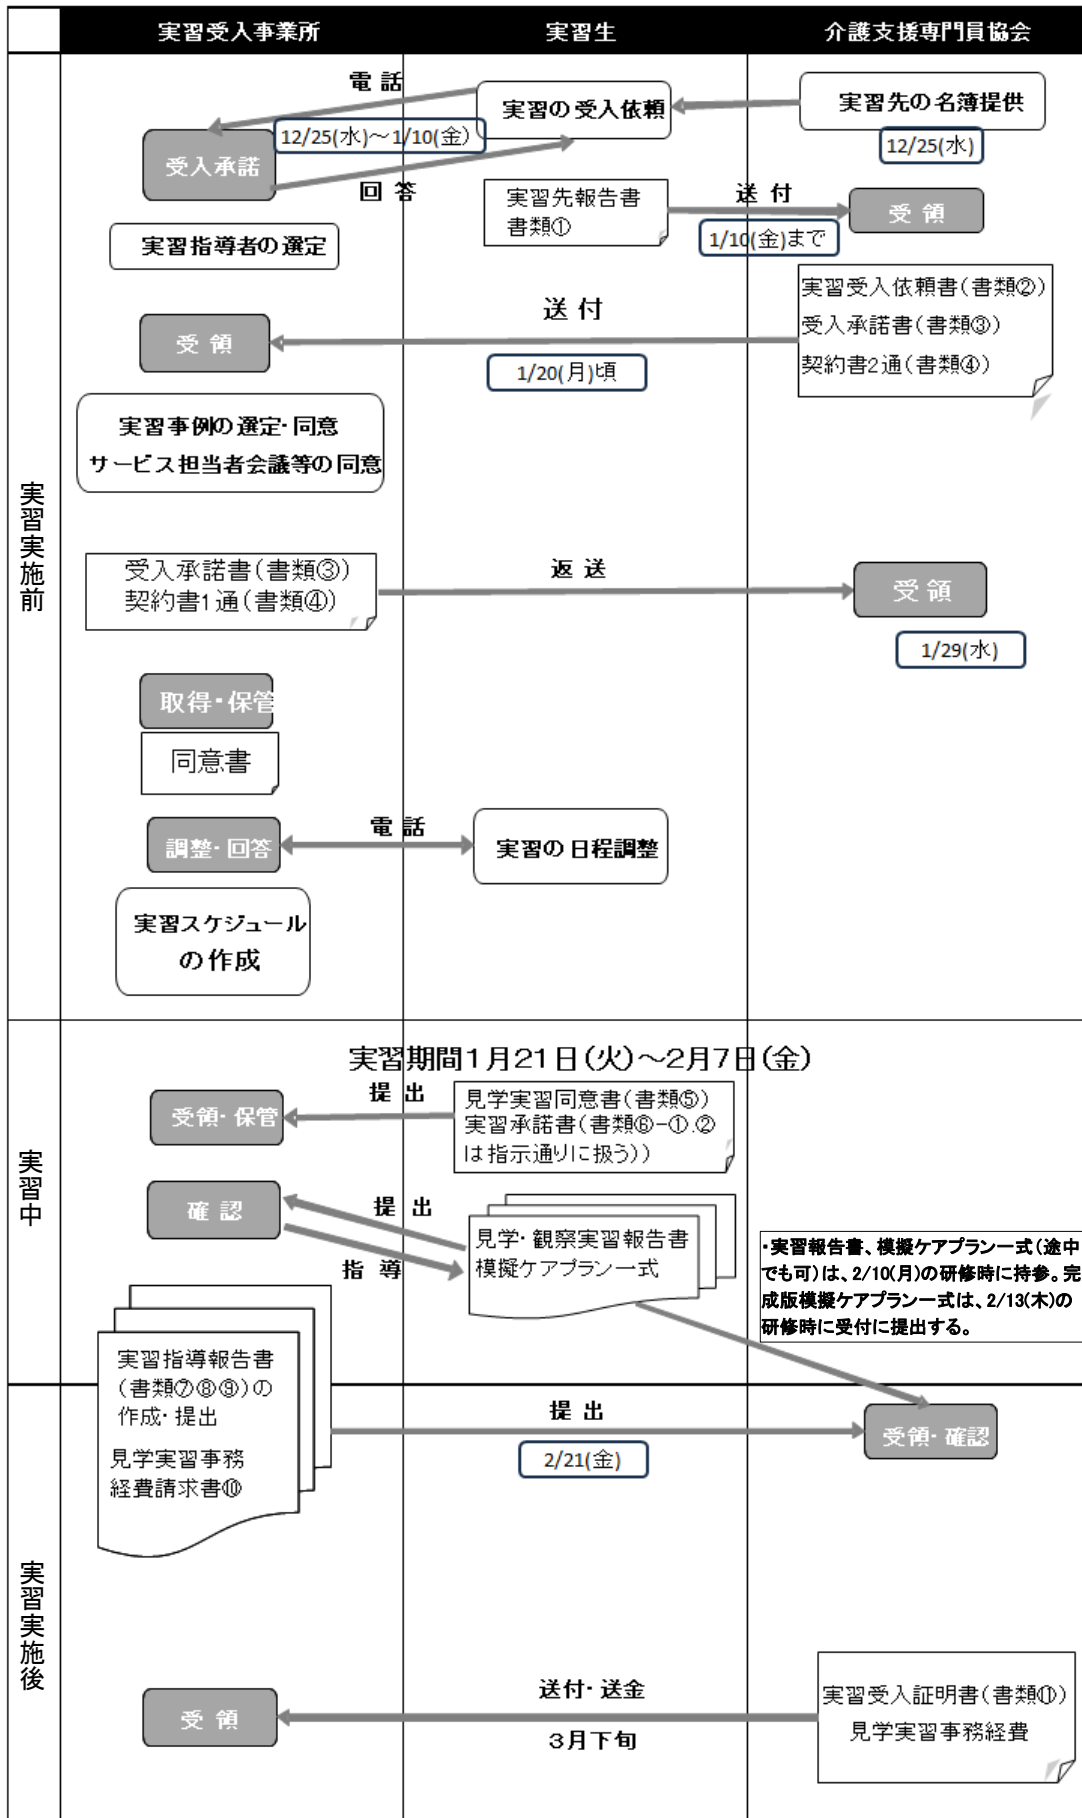 実習受入事業所
実習生
介護支援専門員協会
実習実施前
電話
実習の受入依頼
実習先の名簿提供
12/25(水)～1/10(金)
12/25(水)
受入承諾
回答
実習先報告書
書類①
送付
受領
1/10(金)まで
実習指導者の選定
実習受入依頼書(書類②)
受入承諾書(書類③)
契約書2通(書類④)
送付
受領
1/20(月)頃
実習事例の選定・同意
サービス担当者会議等の同意
受入承諾書(書類③)
契約書1通(書類④)
返送
受領
1/29(水)
取得・保管
同意書
調整・回答
電話
実習の日程調整
実習スケジュール
の作成
実習中
実習期間1月21日(火)～2月7日(金)
提出
受領・保管
見学実習同意書(書類⑤)
実習承諾書(書類⑥-①.②
は指示通りに扱う))
確認
提出
指導
見学・観察実習報告書
模擬ケアプラン一式
・実習報告書、模擬ケアプラン一式(途中
でも可)は、2/10(月)の研修時に持参。完
成版模擬ケアプラン一式は、2/13(木)の
研修時に受付に提出する。
実習指導報告書
(書類⑦⑧⑨)の
作成・提出
見学実習事務
経費請求書⑩
実習実施後
提出
2/21(金)
受領・確認
送付・送金
3月下旬
受領
実習受入証明書(書類⑪)
見学実習事務経費